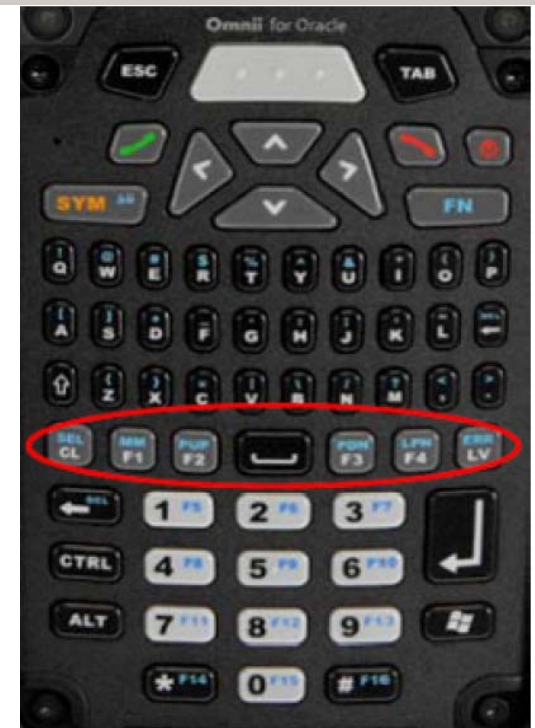 Omnii for Oracle
ESC TAB
SYM FN
! @ # $ % ^ & * ( )
Q W E R T Y U I O P
[ ] + - DEL
A S D F G H J K L
{ } = | \ / ? < >
Z X C V B N M , .
SEL MM PUP PDN LPN ERR
CL F1 F2 F3 F4 LV
DEL 1 F5 2 F6 3 F7
CTRL 4 F8 5 F9 6 F10
ALT 7 F11 8 F12 9 F13
* F14 0 F15 # F16